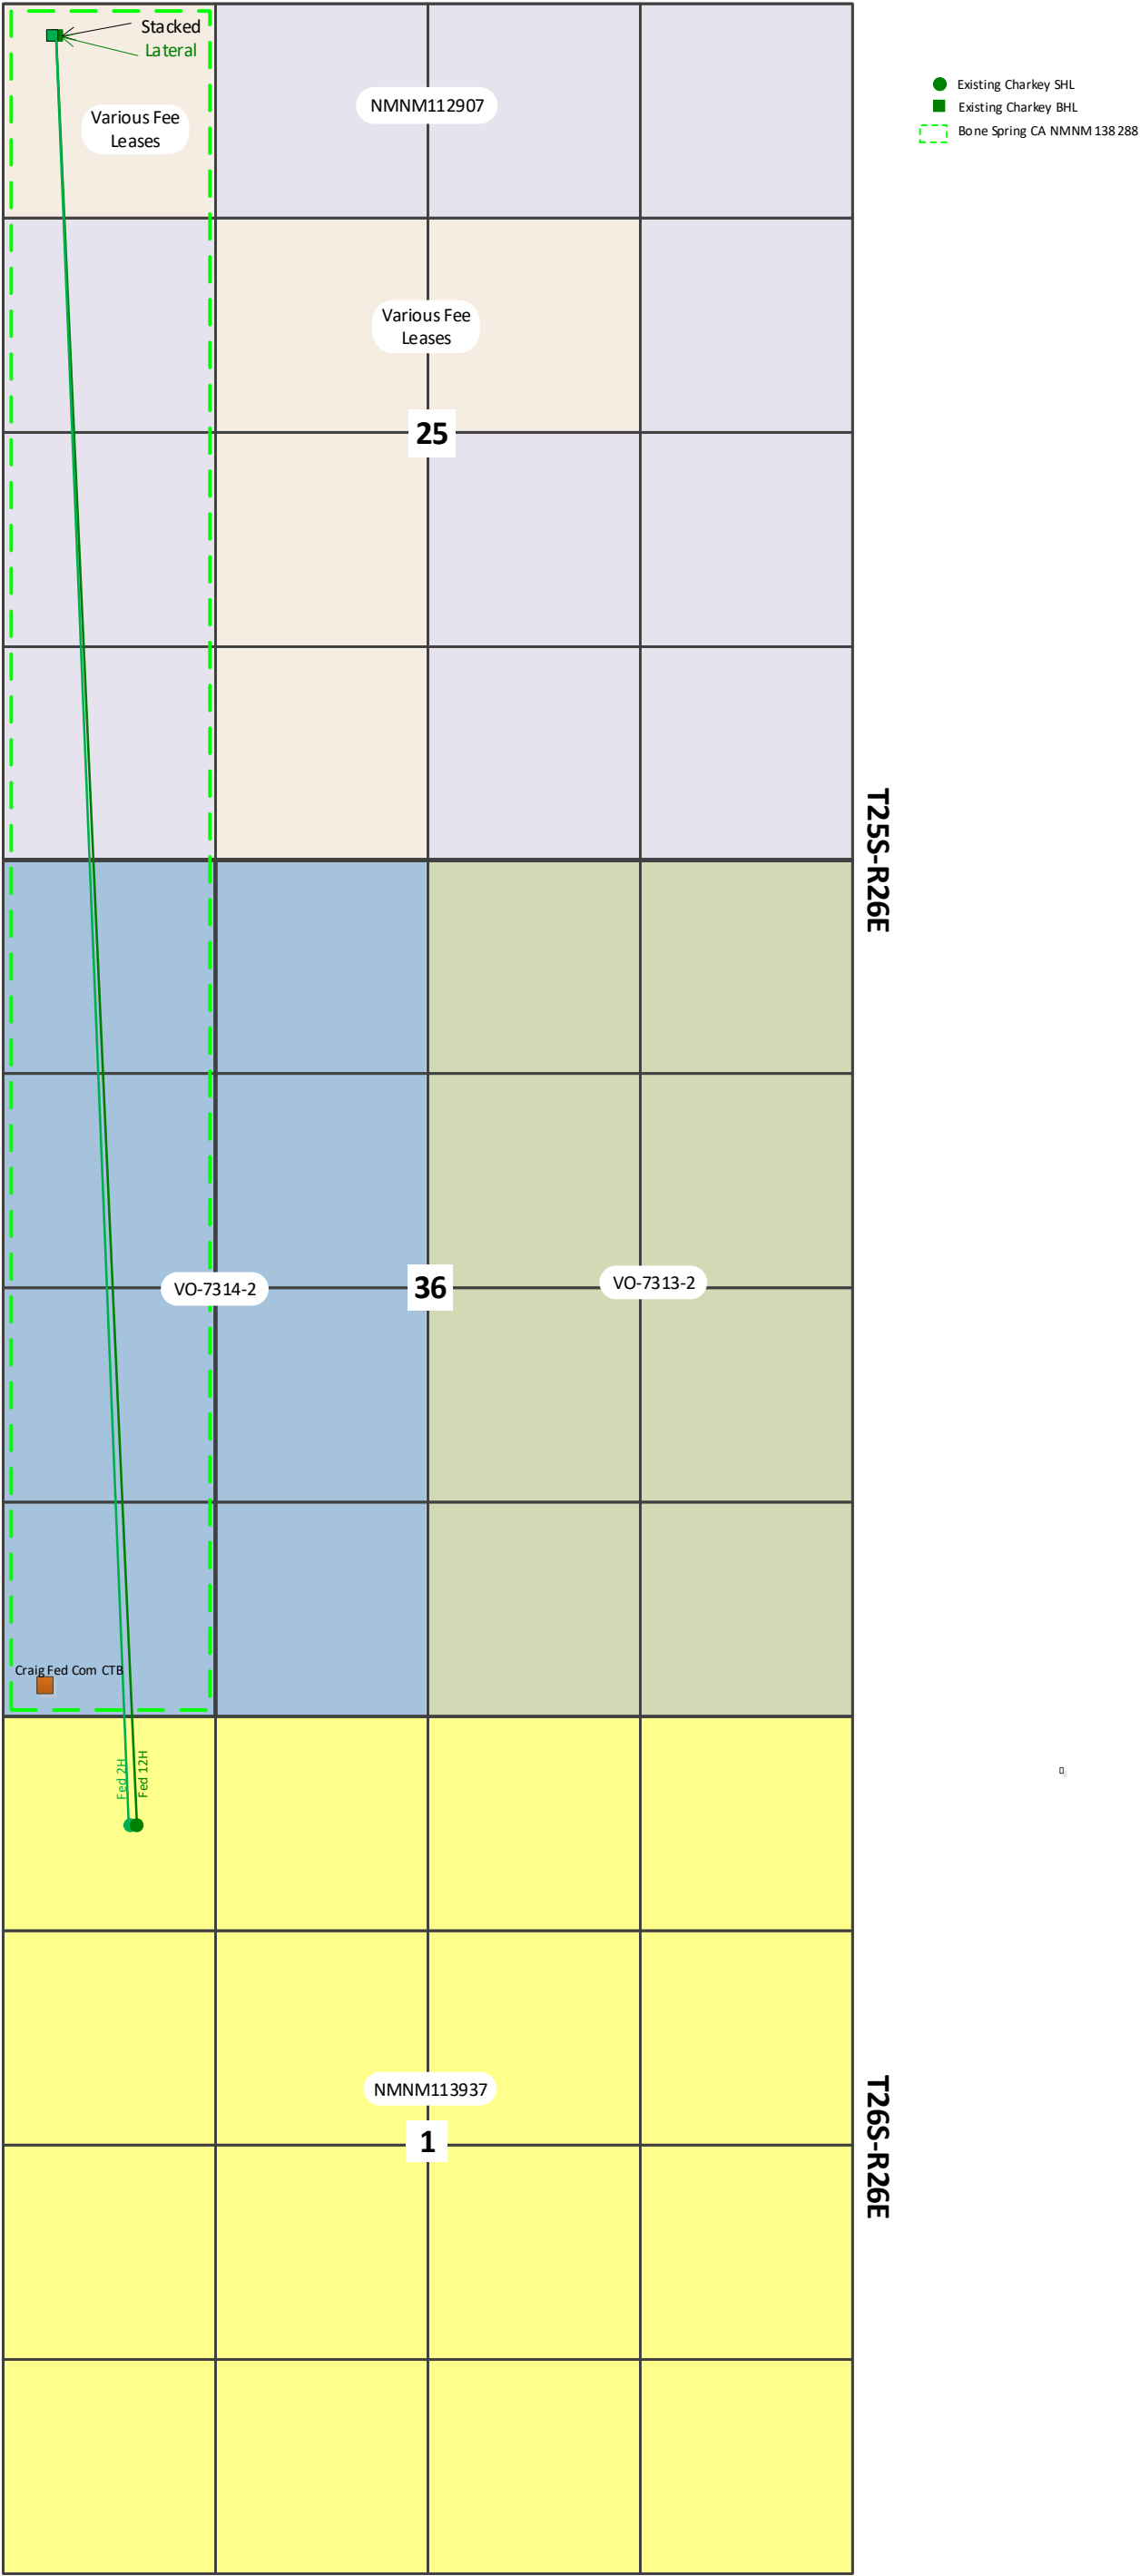 Stacked
Lateral
Various Fee
Leases
NMNM112907
Existing Charkey SHL
Existing Charkey BHL
Bone Spring CA NMNM138288
Various Fee
Leases
25
T25S-R26E
VO-7314-2
36
VO-7313-2
Craig Fed Com CTB
Fed 2H
Fed 12H
NMNM113937
1
T26S-R26E